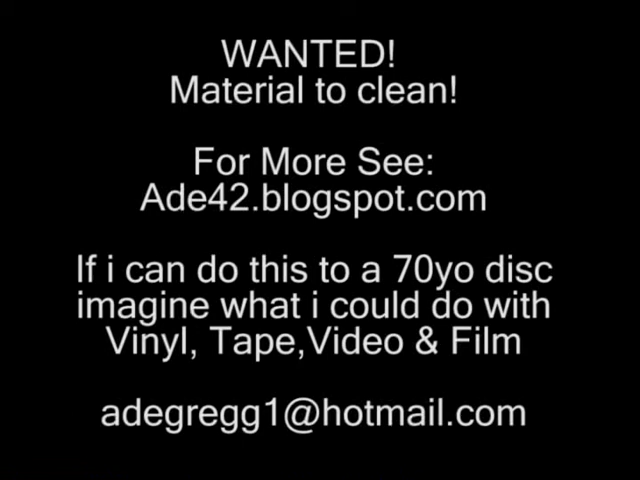 WANTED!
Material to clean!
For More See:
Ade42.blogspot.com
If i can do this to a 70yo disc
imagine what i could do with
Vinyl, Tape,Video & Film
adegregg1@hotmail.com